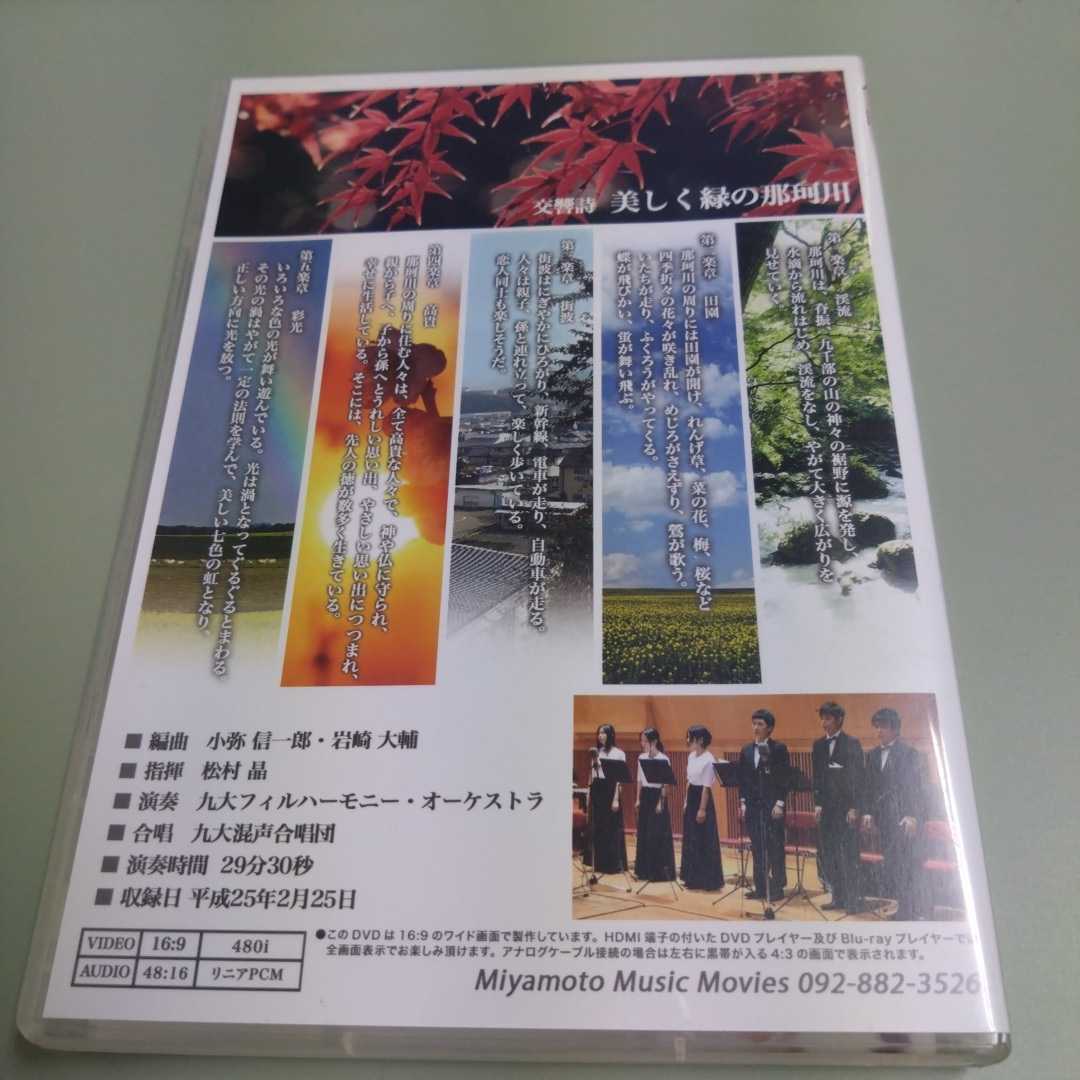 交響詩 美しく緑の那珂川
第一楽章 渓流
那珂川は、脊振、九千部の山の神々の裾野に源を発し、
水滴から流れはじめ、渓流をなし、やがて大きく広がりを
見せていく。
第二楽章 田園
那珂川の周りには田園が開け、れんげ草、菜の花、梅、桜など
四季折々の花々が咲き乱れ、めじろがさえずり、鶯が歌う。
いたちが走り、ふくろうがやってくる。
蝶が飛びかい、蛍が舞い飛ぶ。
第三楽章 街波
街波はにぎやかにひろがり、新幹線、電車が走り、自動車が走る。
人々は親子、孫と連れ立って、楽しく歩いている。
恋人同士も楽しそうだ。
第四楽章 高貴
那珂川の周りに住む人々は、全て高貴な人々で、神や仏に守られ、
親から子へ、子から孫へとうれしい思い出、やさしい思い出につつまれ、
幸せに生活している。そこには、先人の徳が数多く生きている。
第五楽章 彩光
いろいろな色の光が舞い遊んでいる。光は渦となってくるぐるとまわる。
その光の渦はやがて一定の法則を学んで、美しい七色の虹となり、
正しい方向に光を放つ。
■ 編曲 小弥 信一郎・岩崎 大輔
■ 指揮 松村 晶
■ 演奏 九大フィルハーモニー・オーケストラ
■ 合唱 九大混声合唱団
■ 演奏時間 29分30秒
■ 収録日 平成25年2月25日
VIDEO 16:9 480i
AUDIO 48:16 リニアPCM
●この DVD は 16:9 のワイド画面で製作しています。HDMI 端子の付いた DVD プレイヤー及び Blu-ray プレイヤーでは
全画面表示でお楽しみ頂けます。アナログケーブル接続の場合は左右に黒帯が入る 4:3 の画面で表示されます。
Miyamoto Music Movies 092-882-3526